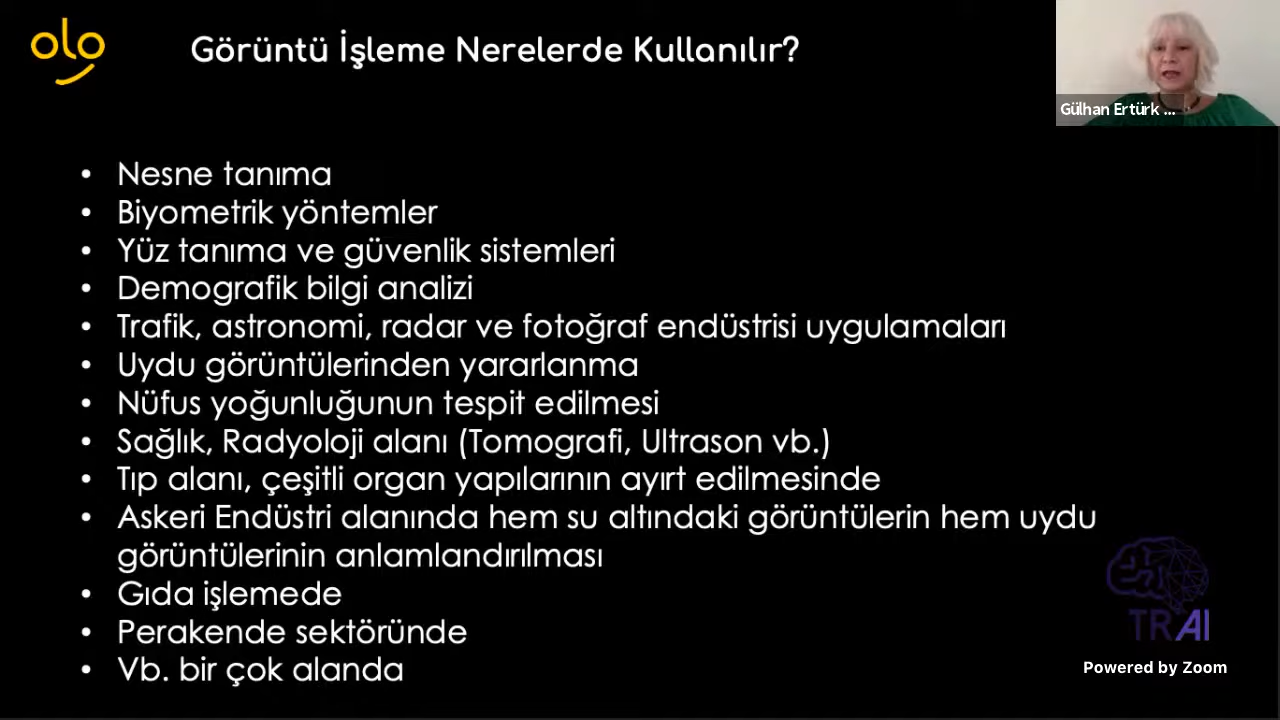 olo
Görüntü İşleme Nerelerde Kullanılır?
Gülhan Ertürk ...
• Nesne tanıma
• Biyometrik yöntemler
• Yüz tanıma ve güvenlik sistemleri
• Demografik bilgi analizi
• Trafik, astronomi, radar ve fotoğraf endüstrisi uygulamaları
• Uydu görüntülerinden yararlanma
• Nüfus yoğunluğunun tespit edilmesi
• Sağlık, Radyoloji alanı (Tomografi, Ultrason vb.)
• Tıp alanı, çeşitli organ yapılarının ayırt edilmesinde
• Askeri Endüstri alanında hem su altındaki görüntülerin hem uydu
görüntülerinin anlamlandırılması
• Gıda işlemede
• Perakende sektöründe
• Vb. bir çok alanda
TRAI
Powered by Zoom